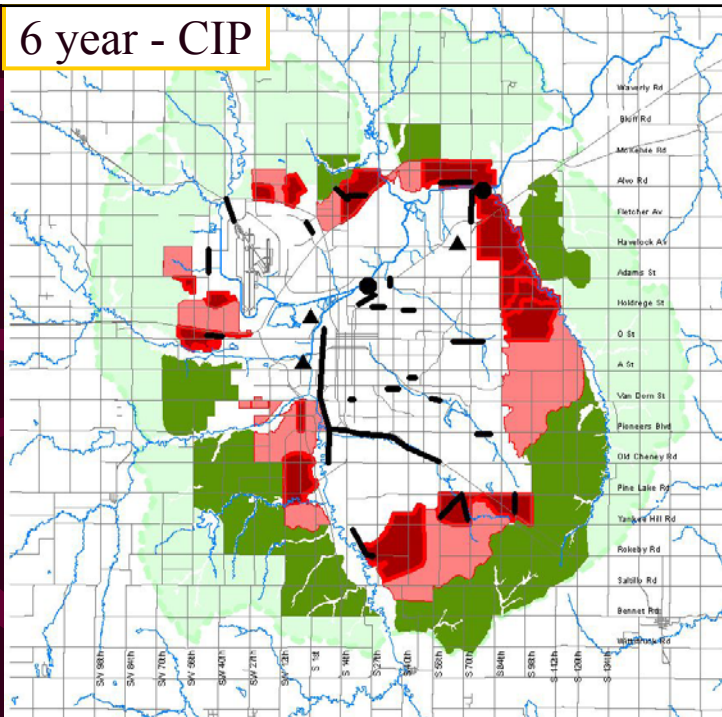 6 year - CIP
Waverly Rd
Bluff Rd
McKelvie Rd
Alvo Rd
Fletcher Av
Havelock Av
Adams St
Holdrege St
O St
A St
Van Dorn St
Pioneers Blvd
Old Cheney Rd
Pine Lake Rd
Yankee Hill Rd
Rokeby Rd
Saltillo Rd
Bennet Rd
Wittstruck Rd
SW 98th
SW 84th
SW 70th
SW 56th
SW 40th
SW 27th
SW 12th
S 1st
S 14th
S 27th
S 40th
S 56th
S 70th
S 84th
S 98th
S 112th
S 134th